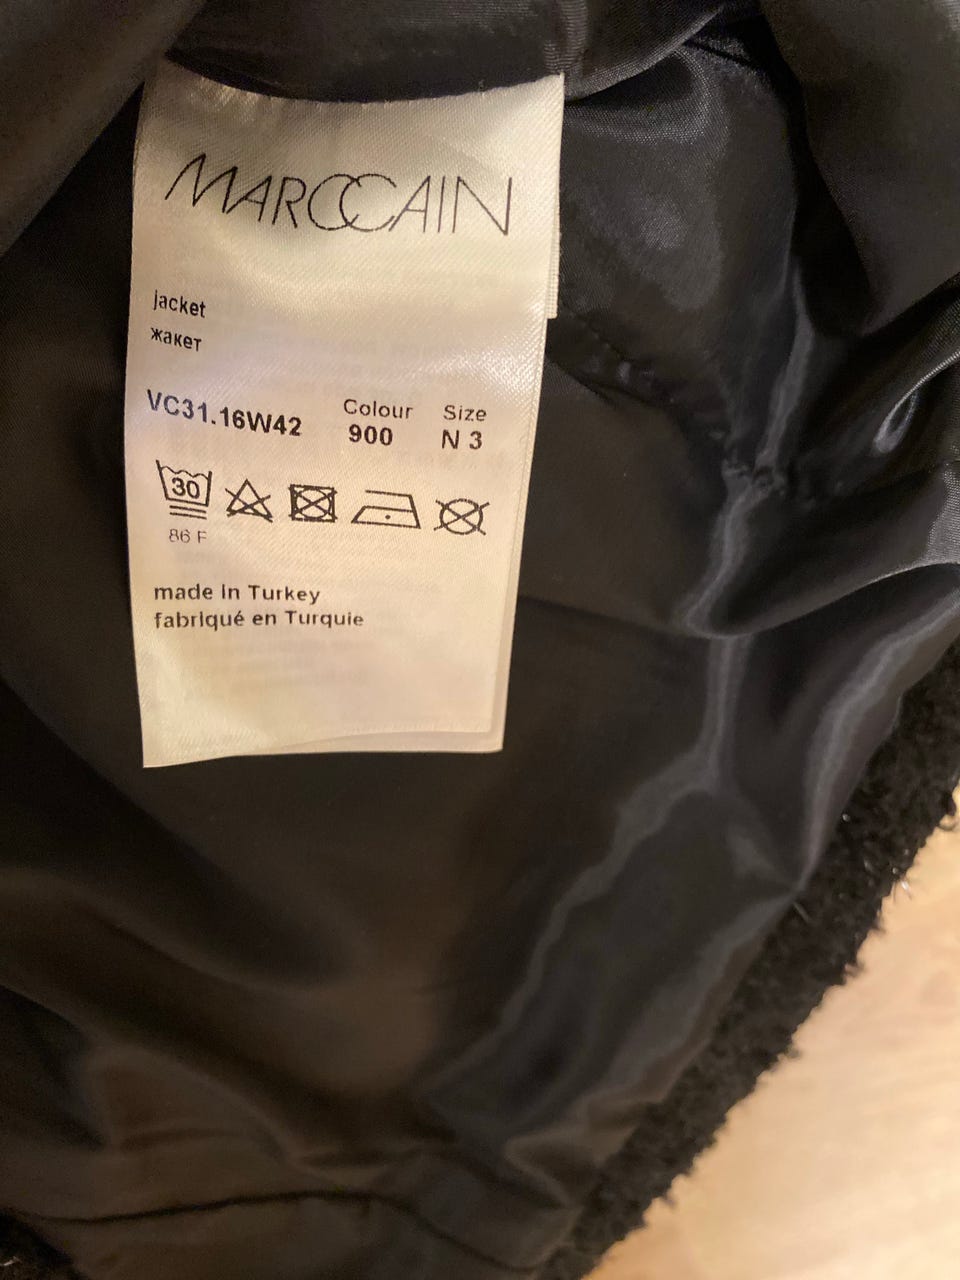 MARCCAIN
jacket
жакет
VC31.16W42 Colour 900 Size N 3
30
86 F
made in Turkey
fabriqué en Turquie